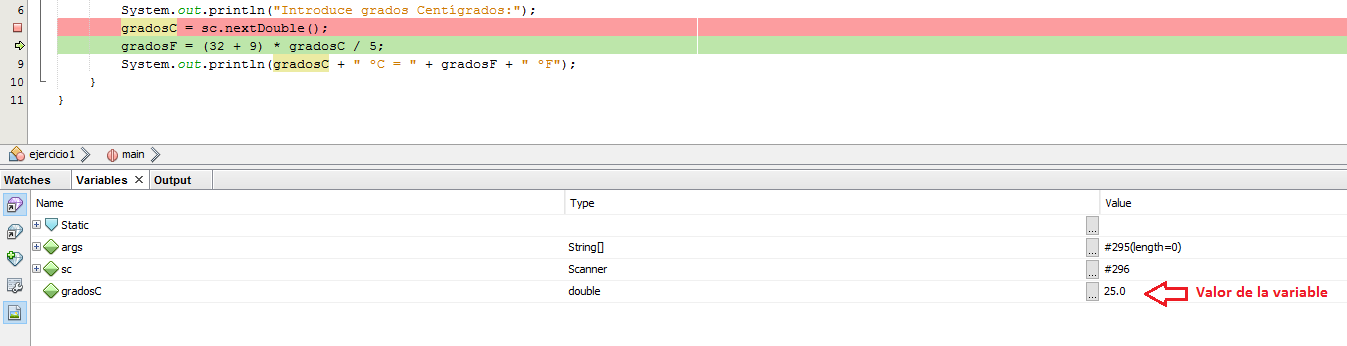 6 System.out.println("Introduce grados Centígrados:");
gradosC = sc.nextDouble();
gradosF = (32 + 9) * gradosC / 5;
9 System.out.println(gradosC + " ºC = " + gradosF + " ºF");
10 }
11 }
ejercicio1 main
Watches Variables × Output
Name Type Value
Static ...
args String[] ... #295(length=0)
sc Scanner ... #296
gradosC double ... 25.0 Valor de la variable